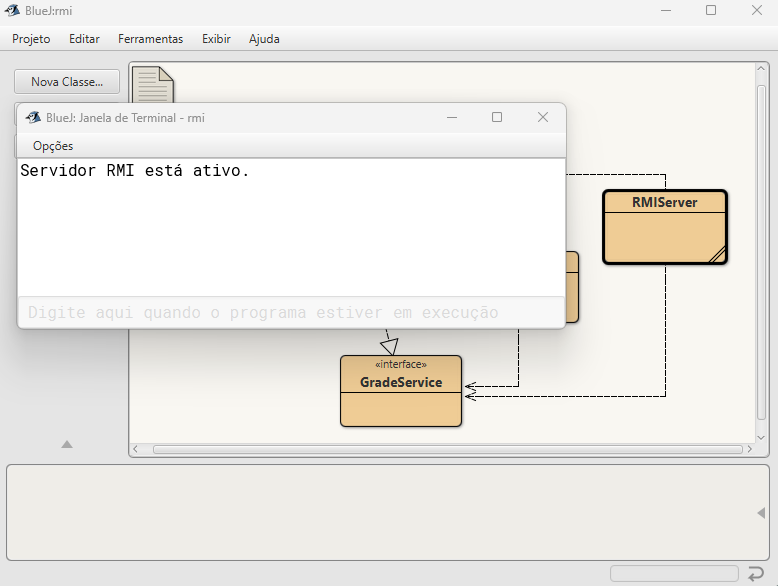 BlueJ:rmi
Projeto Editar Ferramentas Exibir Ajuda
Nova Classe...
BlueJ: Janela de Terminal - rmi
Opções
Servidor RMI está ativo.
Digite aqui quando o programa estiver em execução
RMIServer
«interface»
GradeService